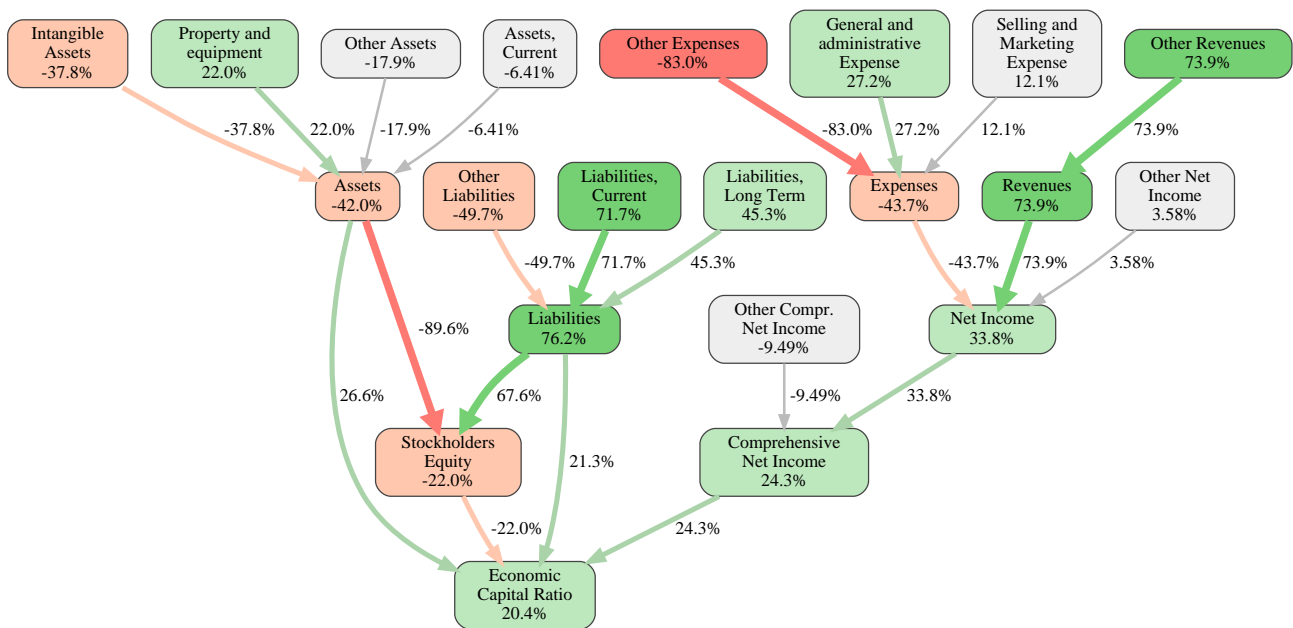 Intangible
Assets
-37.8%
Property and
equipment
22.0%
Other Assets
-17.9%
Assets,
Current
-6.41%
Other Expenses
-83.0%
General and
administrative
Expense
27.2%
Selling and
Marketing
Expense
12.1%
Other Revenues
73.9%
-37.8%
22.0%
-17.9%
-6.41%
-83.0%
27.2%
12.1%
73.9%
Assets
-42.0%
Other
Liabilities
-49.7%
Liabilities,
Current
71.7%
Liabilities,
Long Term
45.3%
Expenses
-43.7%
Revenues
73.9%
Other Net
Income
3.58%
-49.7%
71.7%
45.3%
-43.7%
73.9%
3.58%
-89.6%
Liabilities
76.2%
Other Compr.
Net Income
-9.49%
Net Income
33.8%
26.6%
67.6%
-9.49%
33.8%
Stockholders
Equity
-22.0%
21.3%
Comprehensive
Net Income
24.3%
-22.0%
24.3%
Economic
Capital Ratio
20.4%